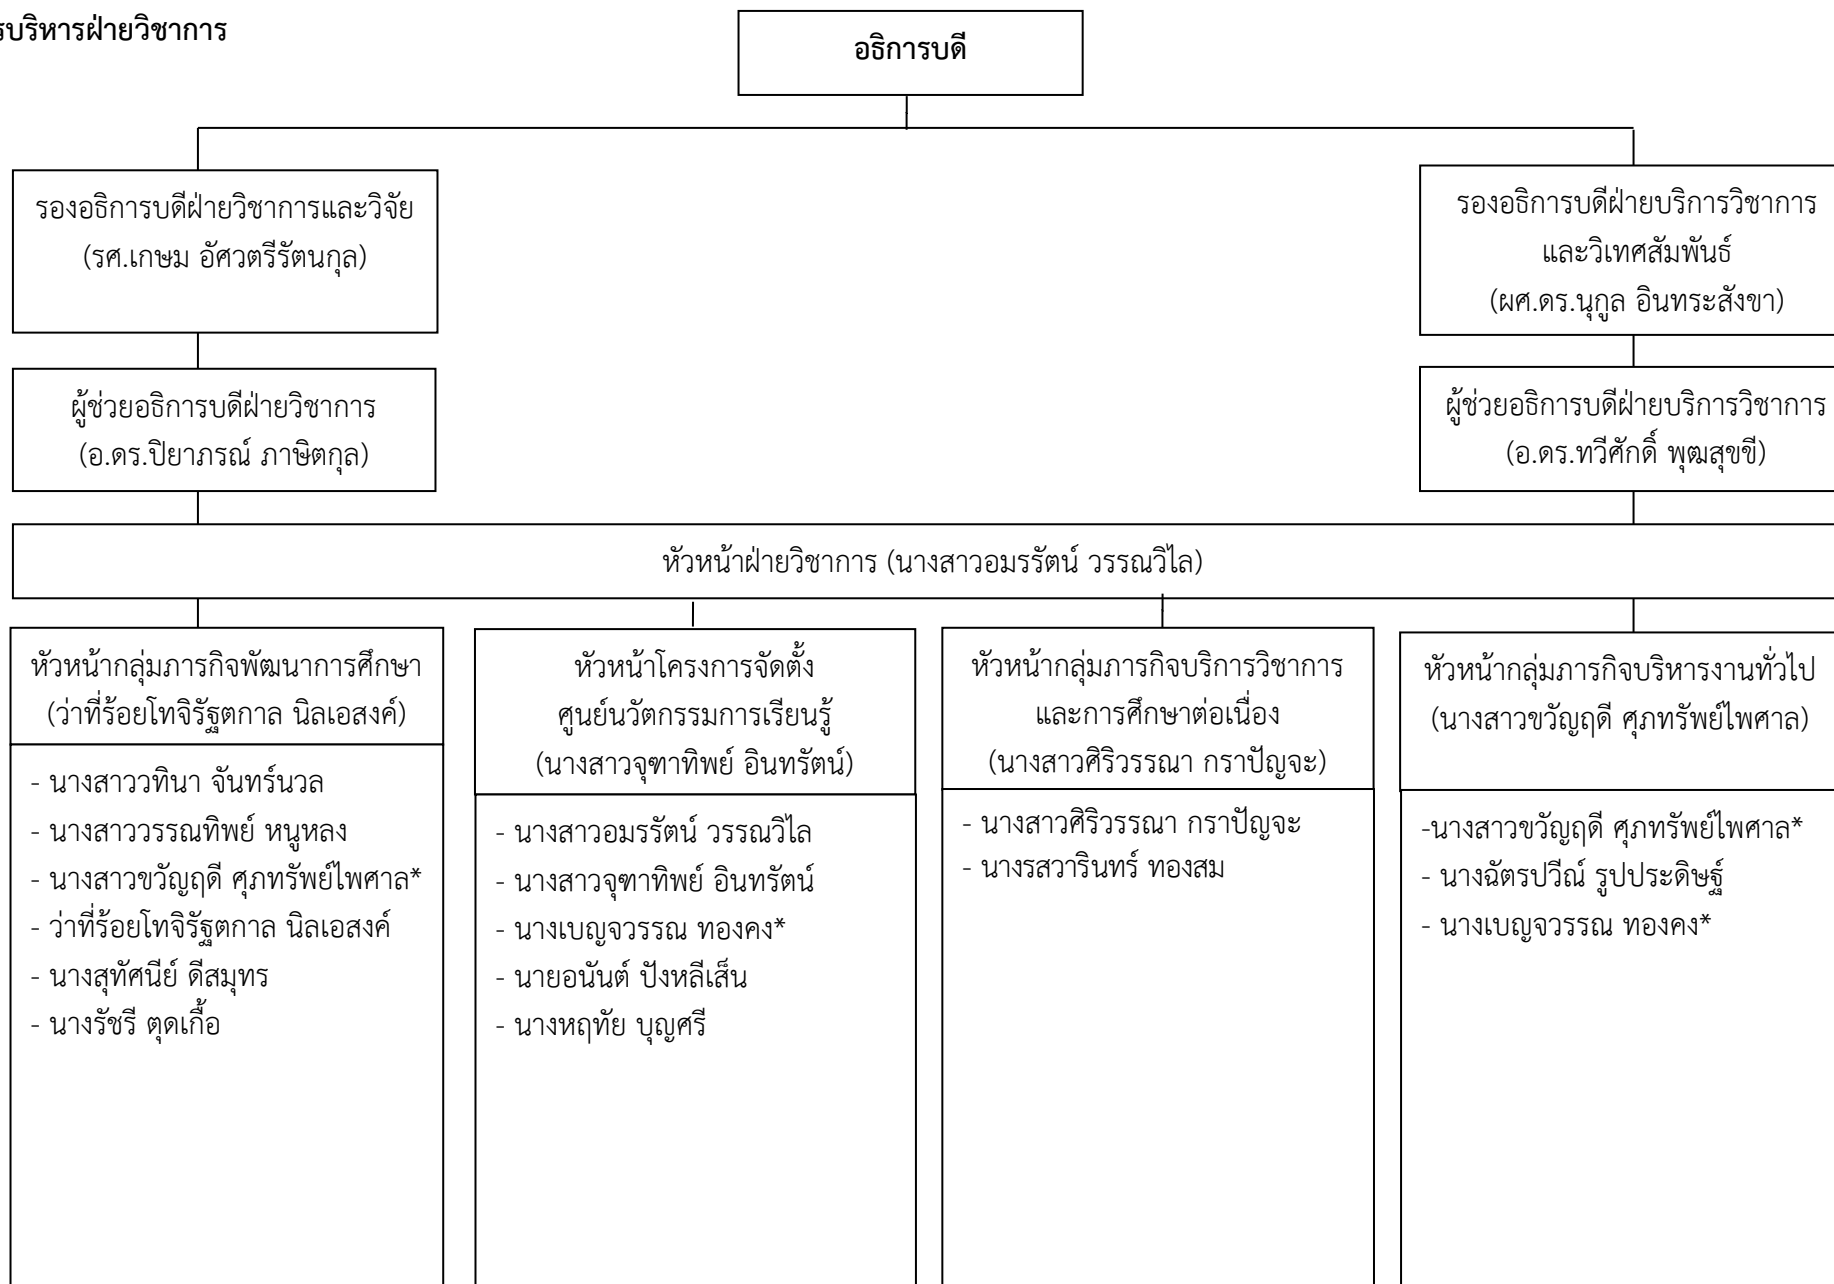 รบริหารฝ่ายวิชาการ
อธิการบดี
รองอธิการบดีฝ่ายวิชาการและวิจัย
(รศ.เกษม อัศวตรีรัตนกุล)
รองอธิการบดีฝ่ายบริการวิชาการ
และวิเทศสัมพันธ์
(ผศ.ดร.นุกูล อินทระสังขา)
ผู้ช่วยอธิการบดีฝ่ายวิชาการ
(อ.ดร.ปิยาภรณ์ ภาษิตกุล)
ผู้ช่วยอธิการบดีฝ่ายบริการวิชาการ
(อ.ดร.ทวีศักดิ์ พุฒสุขขี)
หัวหน้าฝ่ายวิชาการ (นางสาวอมรรัตน์ วรรณวิไล)
หัวหน้ากลุ่มภารกิจพัฒนาการศึกษา
(ว่าที่ร้อยโทจิรัฐตกาล นิลเอสงค์)
- นางสาววทินา จันทร์นวล
- นางสาววรรณทิพย์ หนูหลง
- นางสาวขวัญฤดี ศุภทรัพย์ไพศาล*
- ว่าที่ร้อยโทจิรัฐตกาล นิลเอสงค์
- นางสุทัศนีย์ ดีสมุทร
- นางรัชรี ตุดเกื้อ
หัวหน้าโครงการจัดตั้ง
ศูนย์นวัตกรรมการเรียนรู้
(นางสาวจุฑาทิพย์ อินทรัตน์)
- นางสาวอมรรัตน์ วรรณวิไล
- นางสาวจุฑาทิพย์ อินทรัตน์
- นางเบญจวรรณ ทองคง*
- นายอนันต์ ปังหลีเส็น
- นางหฤทัย บุญศรี
หัวหน้ากลุ่มภารกิจบริการวิชาการ
และการศึกษาต่อเนื่อง
(นางสาวศิริวรรณา กราปัญจะ)
- นางสาวศิริวรรณา กราปัญจะ
- นางรสวารินทร์ ทองสม
หัวหน้ากลุ่มภารกิจบริหารงานทั่วไป
(นางสาวขวัญฤดี ศุภทรัพย์ไพศาล)
-นางสาวขวัญฤดี ศุภทรัพย์ไพศาล*
- นางฉัตรปวีณ์ รูปประดิษฐ์
- นางเบญจวรรณ ทองคง*